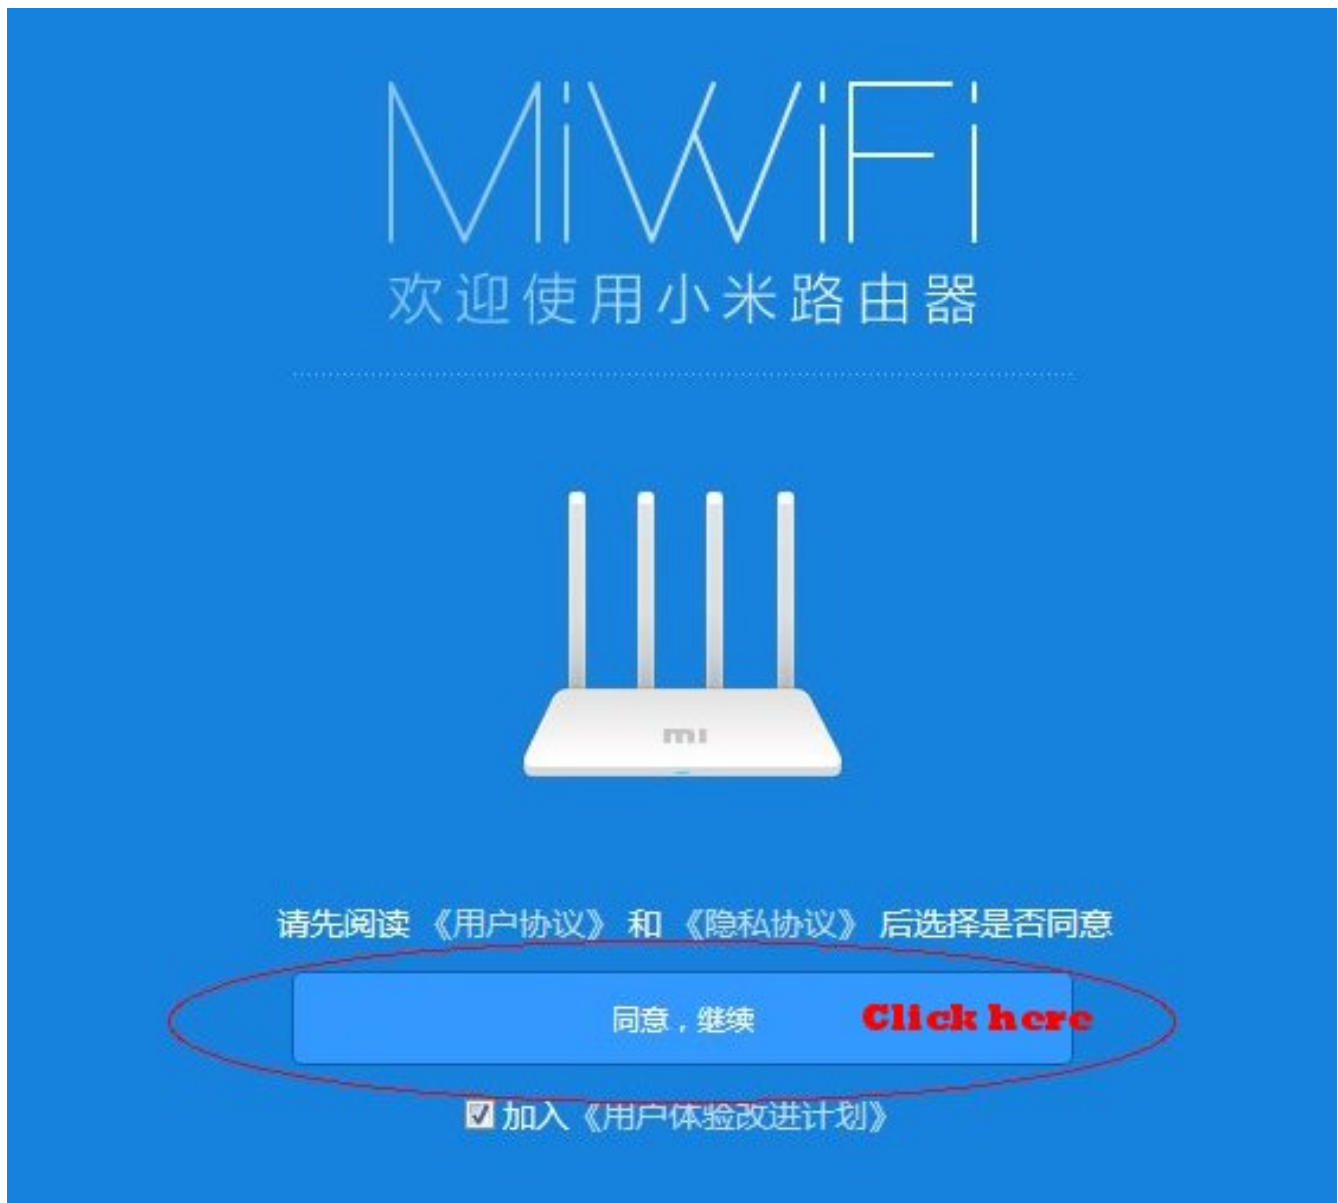 MiWiFi
欢迎使用小米路由器
mi
请先阅读 《用户协议》 和 《隐私协议》 后选择是否同意
同意，继续 Click here
加入《用户体验改进计划》